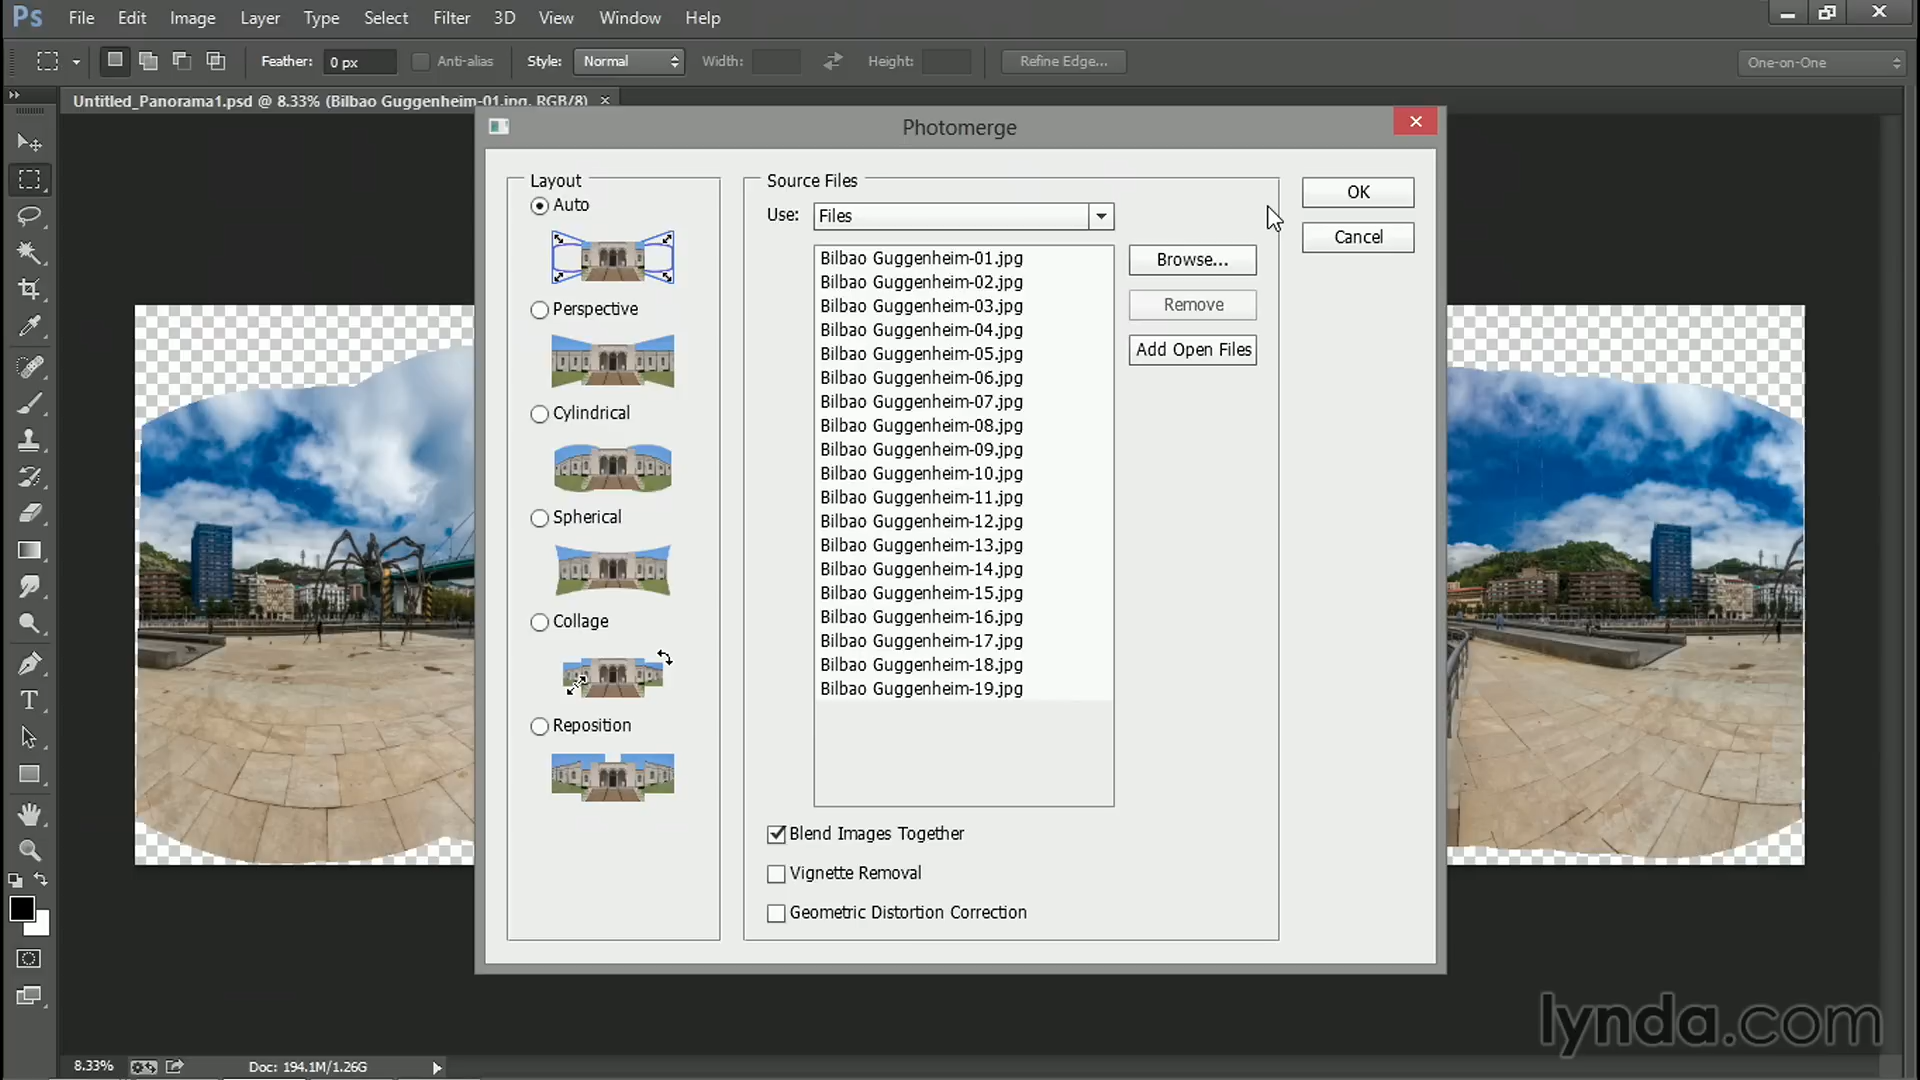 Ps File Edit Image Layer Type Select Filter 3D View Window Help
Feather: 0 px Anti-alias Style: Normal Width: Height: Refine Edge... One-on-One
Untitled_Panorama1.psd @ 8.33% (Bilbao Guggenheim-01.jpg, RGB/8) ×
Photomerge
Layout
Auto
Perspective
Cylindrical
Spherical
Collage
Reposition
Source Files
Use: Files
Bilbao Guggenheim-01.jpg
Bilbao Guggenheim-02.jpg
Bilbao Guggenheim-03.jpg
Bilbao Guggenheim-04.jpg
Bilbao Guggenheim-05.jpg
Bilbao Guggenheim-06.jpg
Bilbao Guggenheim-07.jpg
Bilbao Guggenheim-08.jpg
Bilbao Guggenheim-09.jpg
Bilbao Guggenheim-10.jpg
Bilbao Guggenheim-11.jpg
Bilbao Guggenheim-12.jpg
Bilbao Guggenheim-13.jpg
Bilbao Guggenheim-14.jpg
Bilbao Guggenheim-15.jpg
Bilbao Guggenheim-16.jpg
Bilbao Guggenheim-17.jpg
Bilbao Guggenheim-18.jpg
Bilbao Guggenheim-19.jpg
Browse...
Remove
Add Open Files
OK
Cancel
Blend Images Together
Vignette Removal
Geometric Distortion Correction
lynda.com
8.33% Doc: 194.1M/1.26G